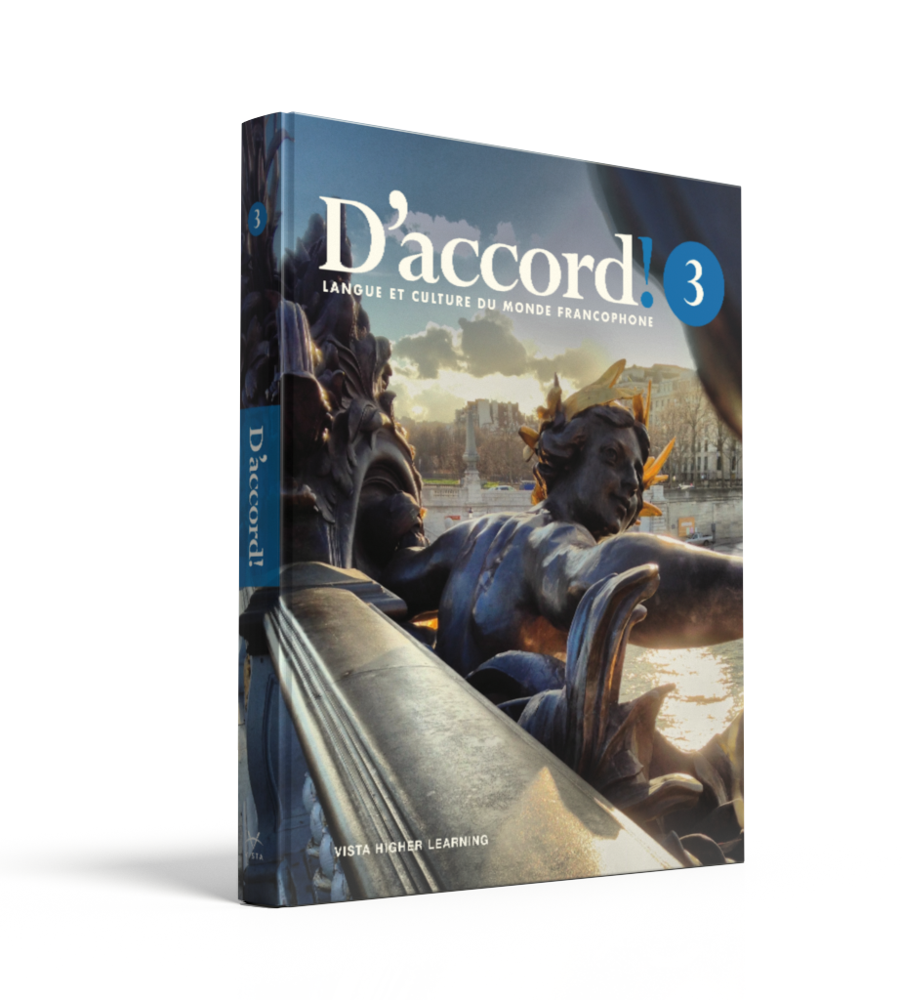 3
D'accord!
D'accord!
3
LANGUE ET CULTURE DU MONDE FRANCOPHONE
VISTA HIGHER LEARNING